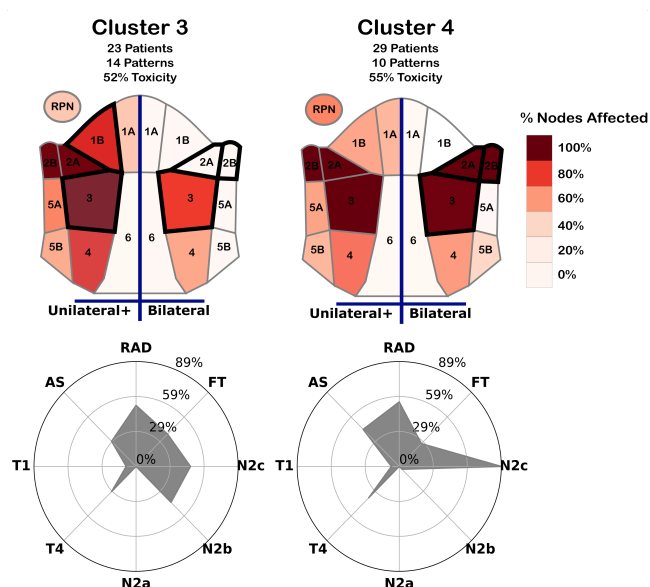 Cluster 3
23 Patients
14 Patterns
52% Toxicity
RPN
1B
1A
1A
1B
2B
2A
2A
2B
5A
3
3
5A
5B
4
6
6
4
5B
Unilateral+
Bilateral
Cluster 4
29 Patients
10 Patterns
55% Toxicity
RPN
1B
1A
1A
1B
2B
2A
2A
2B
5A
3
3
5A
5B
4
6
6
4
5B
Unilateral+
Bilateral
% Nodes Affected
100%
80%
60%
40%
20%
0%
RAD
89%
AS
FT
59%
29%
0%
T1
N2c
T4
N2b
N2a
RAD
89%
AS
FT
59%
29%
0%
T1
N2c
T4
N2b
N2a